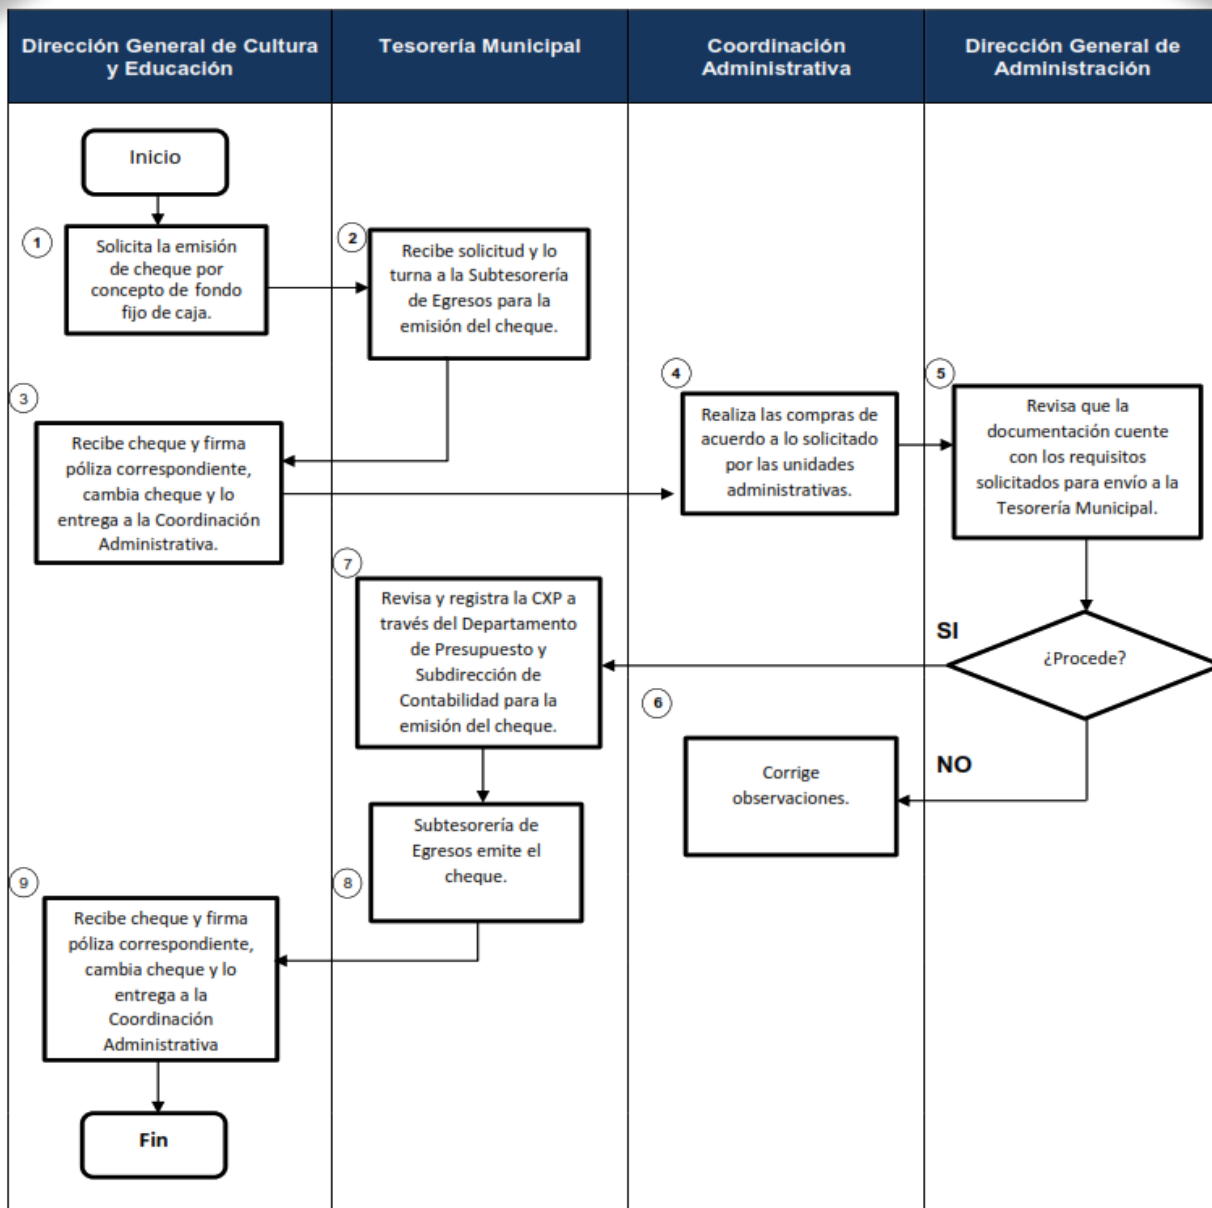 Dirección General de Cultura
y Educación
Tesorería Municipal
Coordinación
Administrativa
Dirección General de
Administración
Inicio
1
Solicita la emisión
de cheque por
concepto de fondo
fijo de caja.
2
Recibe solicitud y lo
turna a la Subtesorería
de Egresos para la
emisión del cheque.
3
Recibe cheque y firma
póliza correspondiente,
cambia cheque y lo
entrega a la Coordinación
Administrativa.
4
Realiza las compras de
acuerdo a lo solicitado
por las unidades
administrativas.
5
Revisa que la
documentación cuente
con los requisitos
solicitados para envío a la
Tesorería Municipal.
¿Procede?
SI
NO
6
Corrige
observaciones.
7
Revisa y registra la CXP a
través del Departamento
de Presupuesto y
Subdirección de
Contabilidad para la
emisión del cheque.
8
Subtesorería de
Egresos emite el
cheque.
9
Recibe cheque y firma
póliza correspondiente,
cambia cheque y lo
entrega a la
Coordinación
Administrativa
Fin